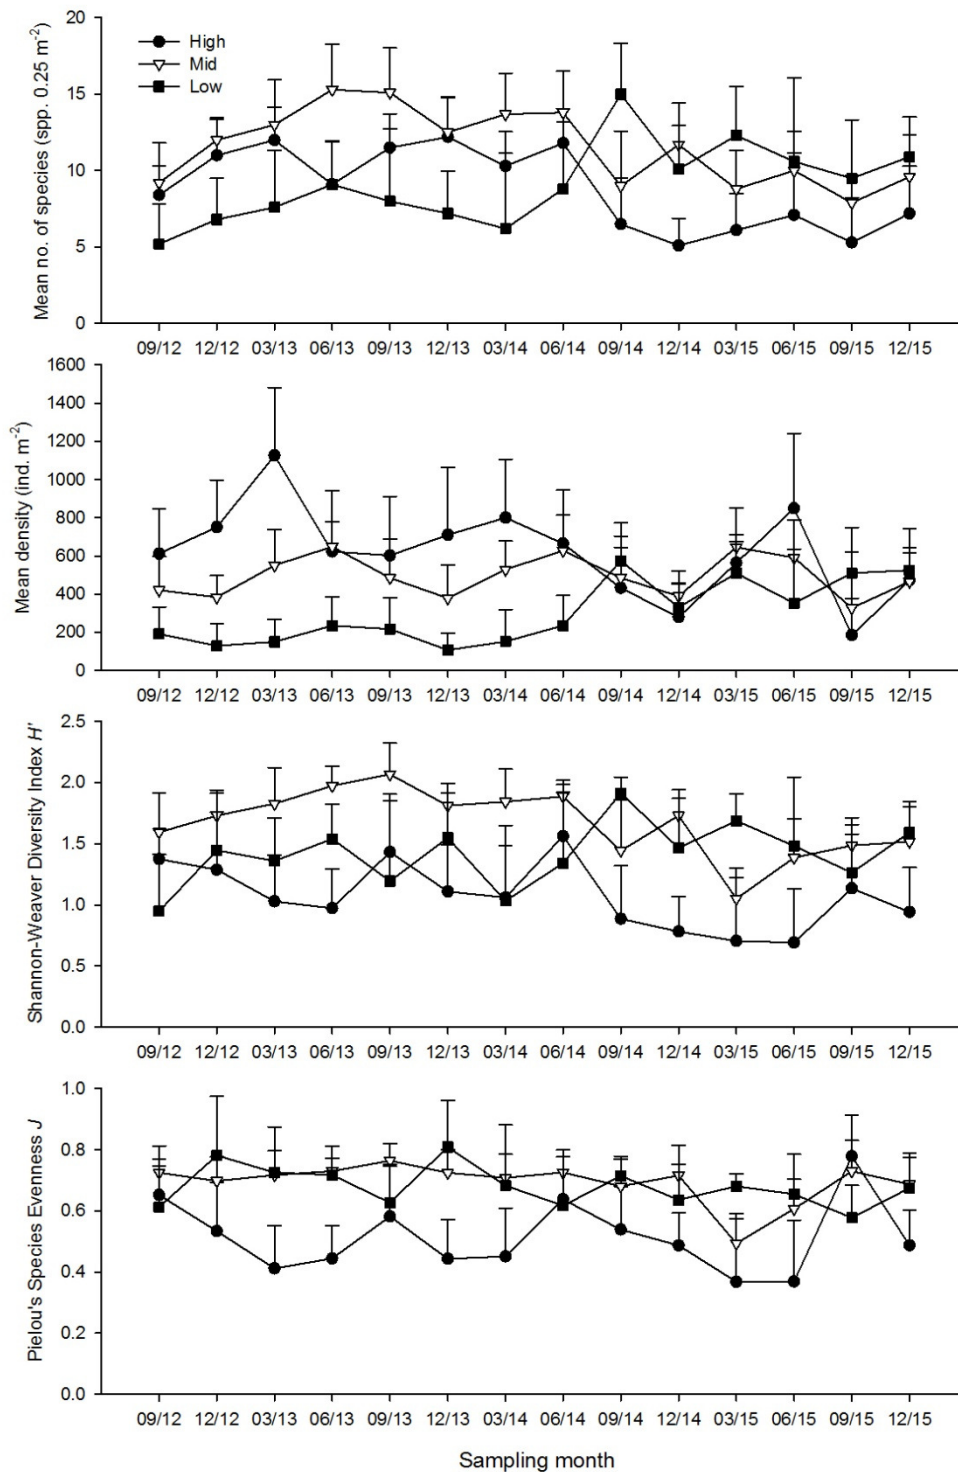 Mean no. of species (spp. 0.25 m⁻²)
20
15
10
5
0
High
Mid
Low
09/12 12/12 03/13 06/13 09/13 12/13 03/14 06/14 09/14 12/14 03/15 06/15 09/15 12/15
Mean density (ind. m⁻²)
1600
1400
1200
1000
800
600
400
200
0
09/12 12/12 03/13 06/13 09/13 12/13 03/14 06/14 09/14 12/14 03/15 06/15 09/15 12/15
Shannon-Weaver Diversity Index H'
2.5
2.0
1.5
1.0
0.5
0.0
09/12 12/12 03/13 06/13 09/13 12/13 03/14 06/14 09/14 12/14 03/15 06/15 09/15 12/15
Pielou's Species Evenness J
1.0
0.8
0.6
0.4
0.2
0.0
09/12 12/12 03/13 06/13 09/13 12/13 03/14 06/14 09/14 12/14 03/15 06/15 09/15 12/15
Sampling month